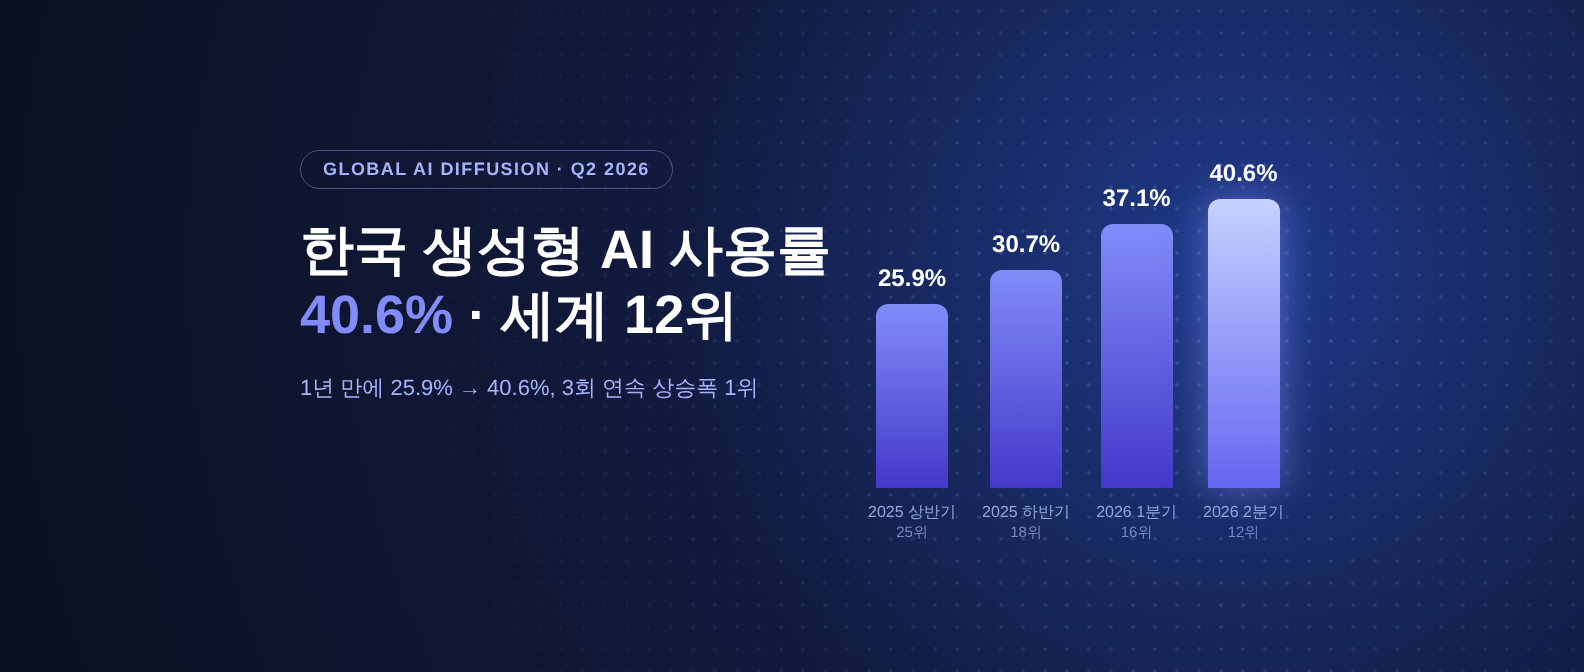 GLOBAL AI DIFFUSION · Q2 2026
한국 생성형 AI 사용률
40.6% · 세계 12위
1년 만에 25.9% → 40.6%, 3회 연속 상승폭 1위
25.9%
30.7%
37.1%
40.6%
2025 상반기
25위
2025 하반기
18위
2026 1분기
16위
2026 2분기
12위